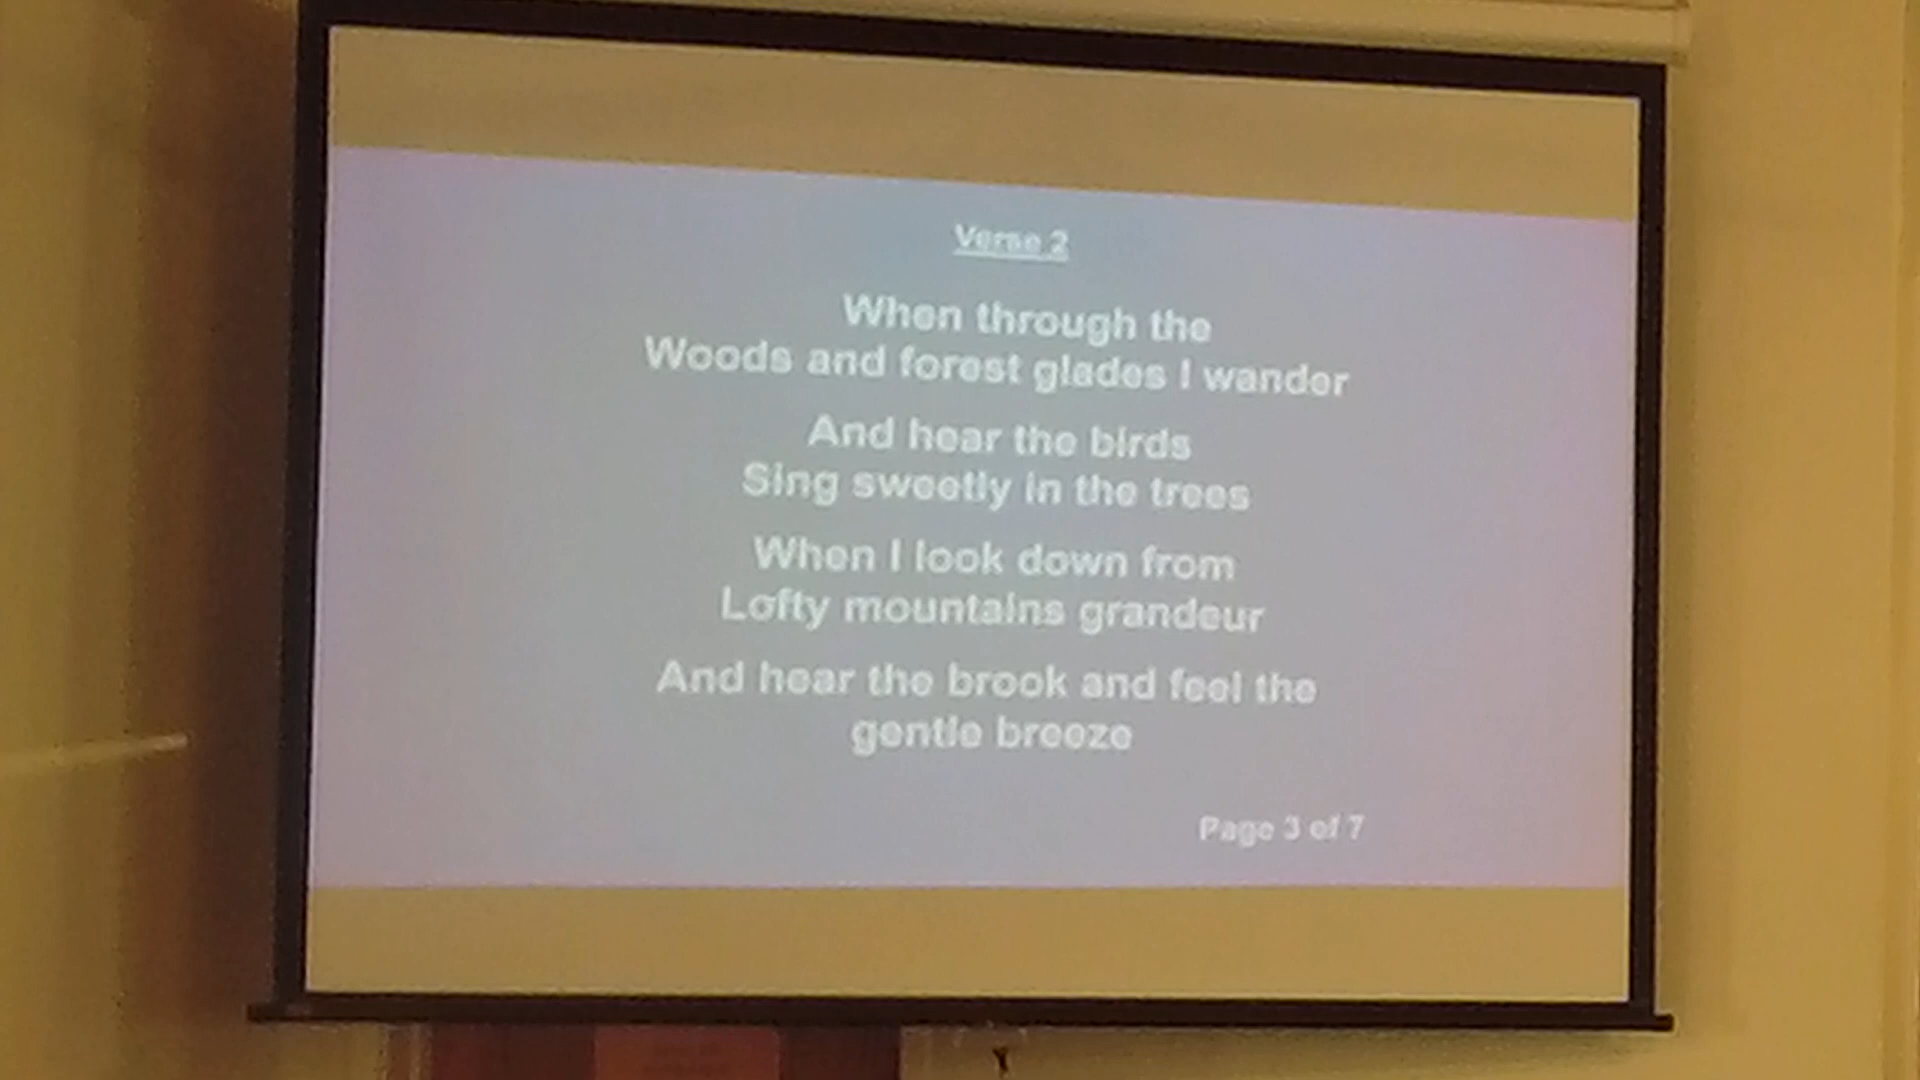 Verse 2
When through the
Woods and forest glades I wander
And hear the birds
Sing sweetly in the trees
When I look down from
Lofty mountains grandeur
And hear the brook and feel the
gentle breeze
Page 3 of 7